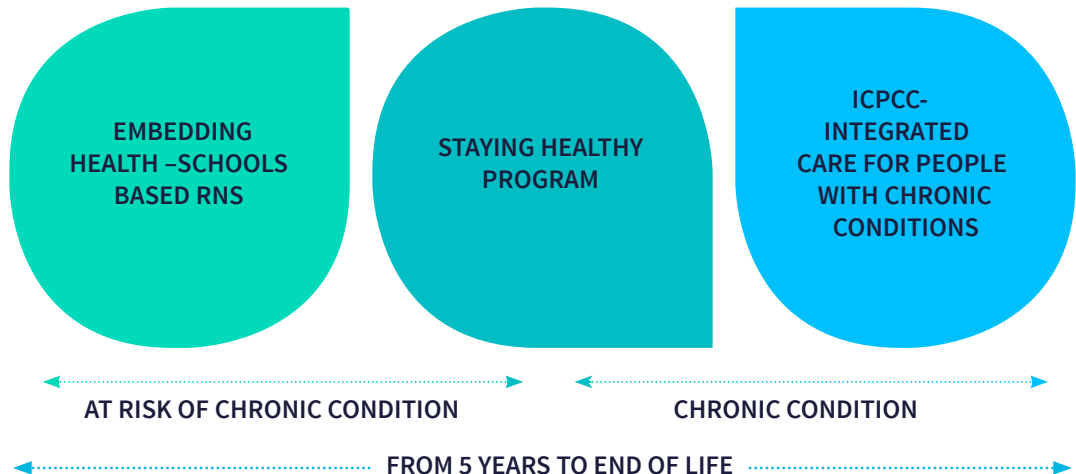 EMBEDDING
HEALTH –SCHOOLS
BASED RNS
STAYING HEALTHY
PROGRAM
ICPCC-
INTEGRATED
CARE FOR PEOPLE
WITH CHRONIC
CONDITIONS
AT RISK OF CHRONIC CONDITION
CHRONIC CONDITION
FROM 5 YEARS TO END OF LIFE